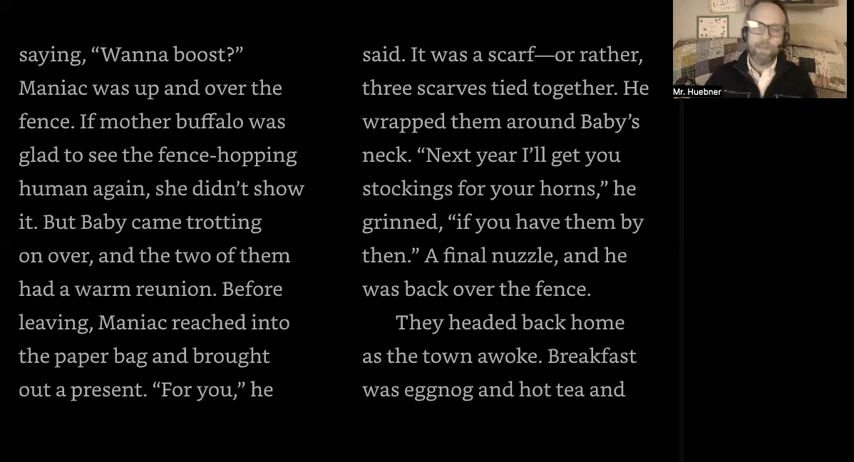 saying, “Wanna boost?”
Maniac was up and over the
fence. If mother buffalo was
glad to see the fence-hopping
human again, she didn’t show
it. But Baby came trotting
on over, and the two of them
had a warm reunion. Before
leaving, Maniac reached into
the paper bag and brought
out a present. “For you,” he
said. It was a scarf—or rather,
three scarves tied together. He
wrapped them around Baby’s
neck. “Next year I’ll get you
stockings for your horns,” he
grinned, “if you have them by
then.” A final nuzzle, and he
was back over the fence.
They headed back home
as the town awoke. Breakfast
was eggnog and hot tea and
Mr. Huebner